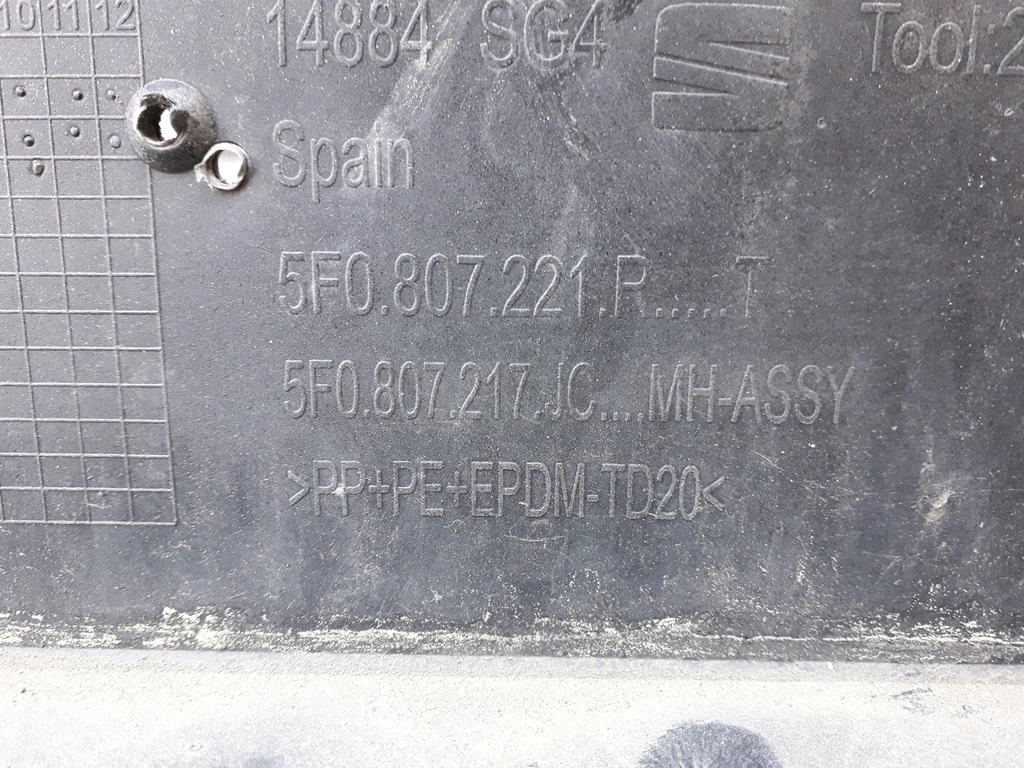 10 11 12
14884 SG4 Tool:2
Spain
5F0.807.221.R.....T
5F0.807.217.JC....MH-ASSY
>PP+PE+EPDM-TD20<